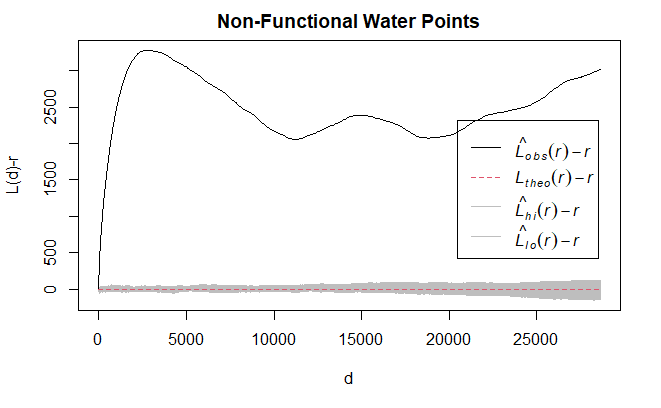 Non-Functional Water Points
L(d)-r
2500
1500
500
0
L̂obs(r) – r
Ltheo(r) – r
L̂hi(r) – r
L̂lo(r) – r
0 5000 10000 15000 20000 25000
d